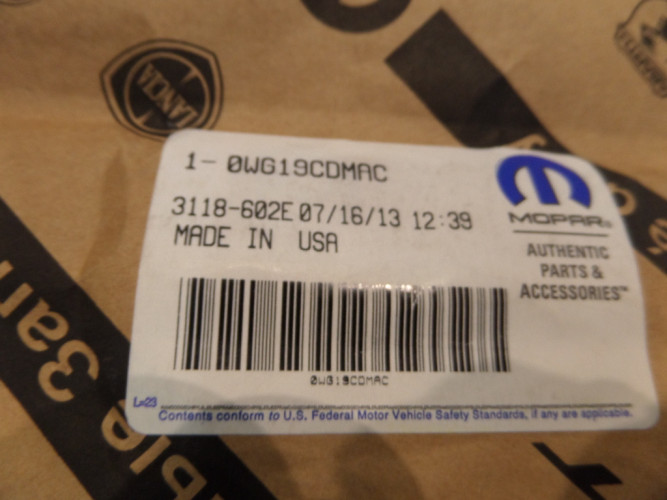 LANCIA
1- 0WG19CDMAC
3118-602E 07/16/13 12:39
MADE IN USA
MOPAR®
AUTHENTIC
PARTS &
ACCESSORIES™
0WG19CDMAC
L=23
Contents conform to U.S. Federal Motor Vehicle Safety Standards, if any are applicable.